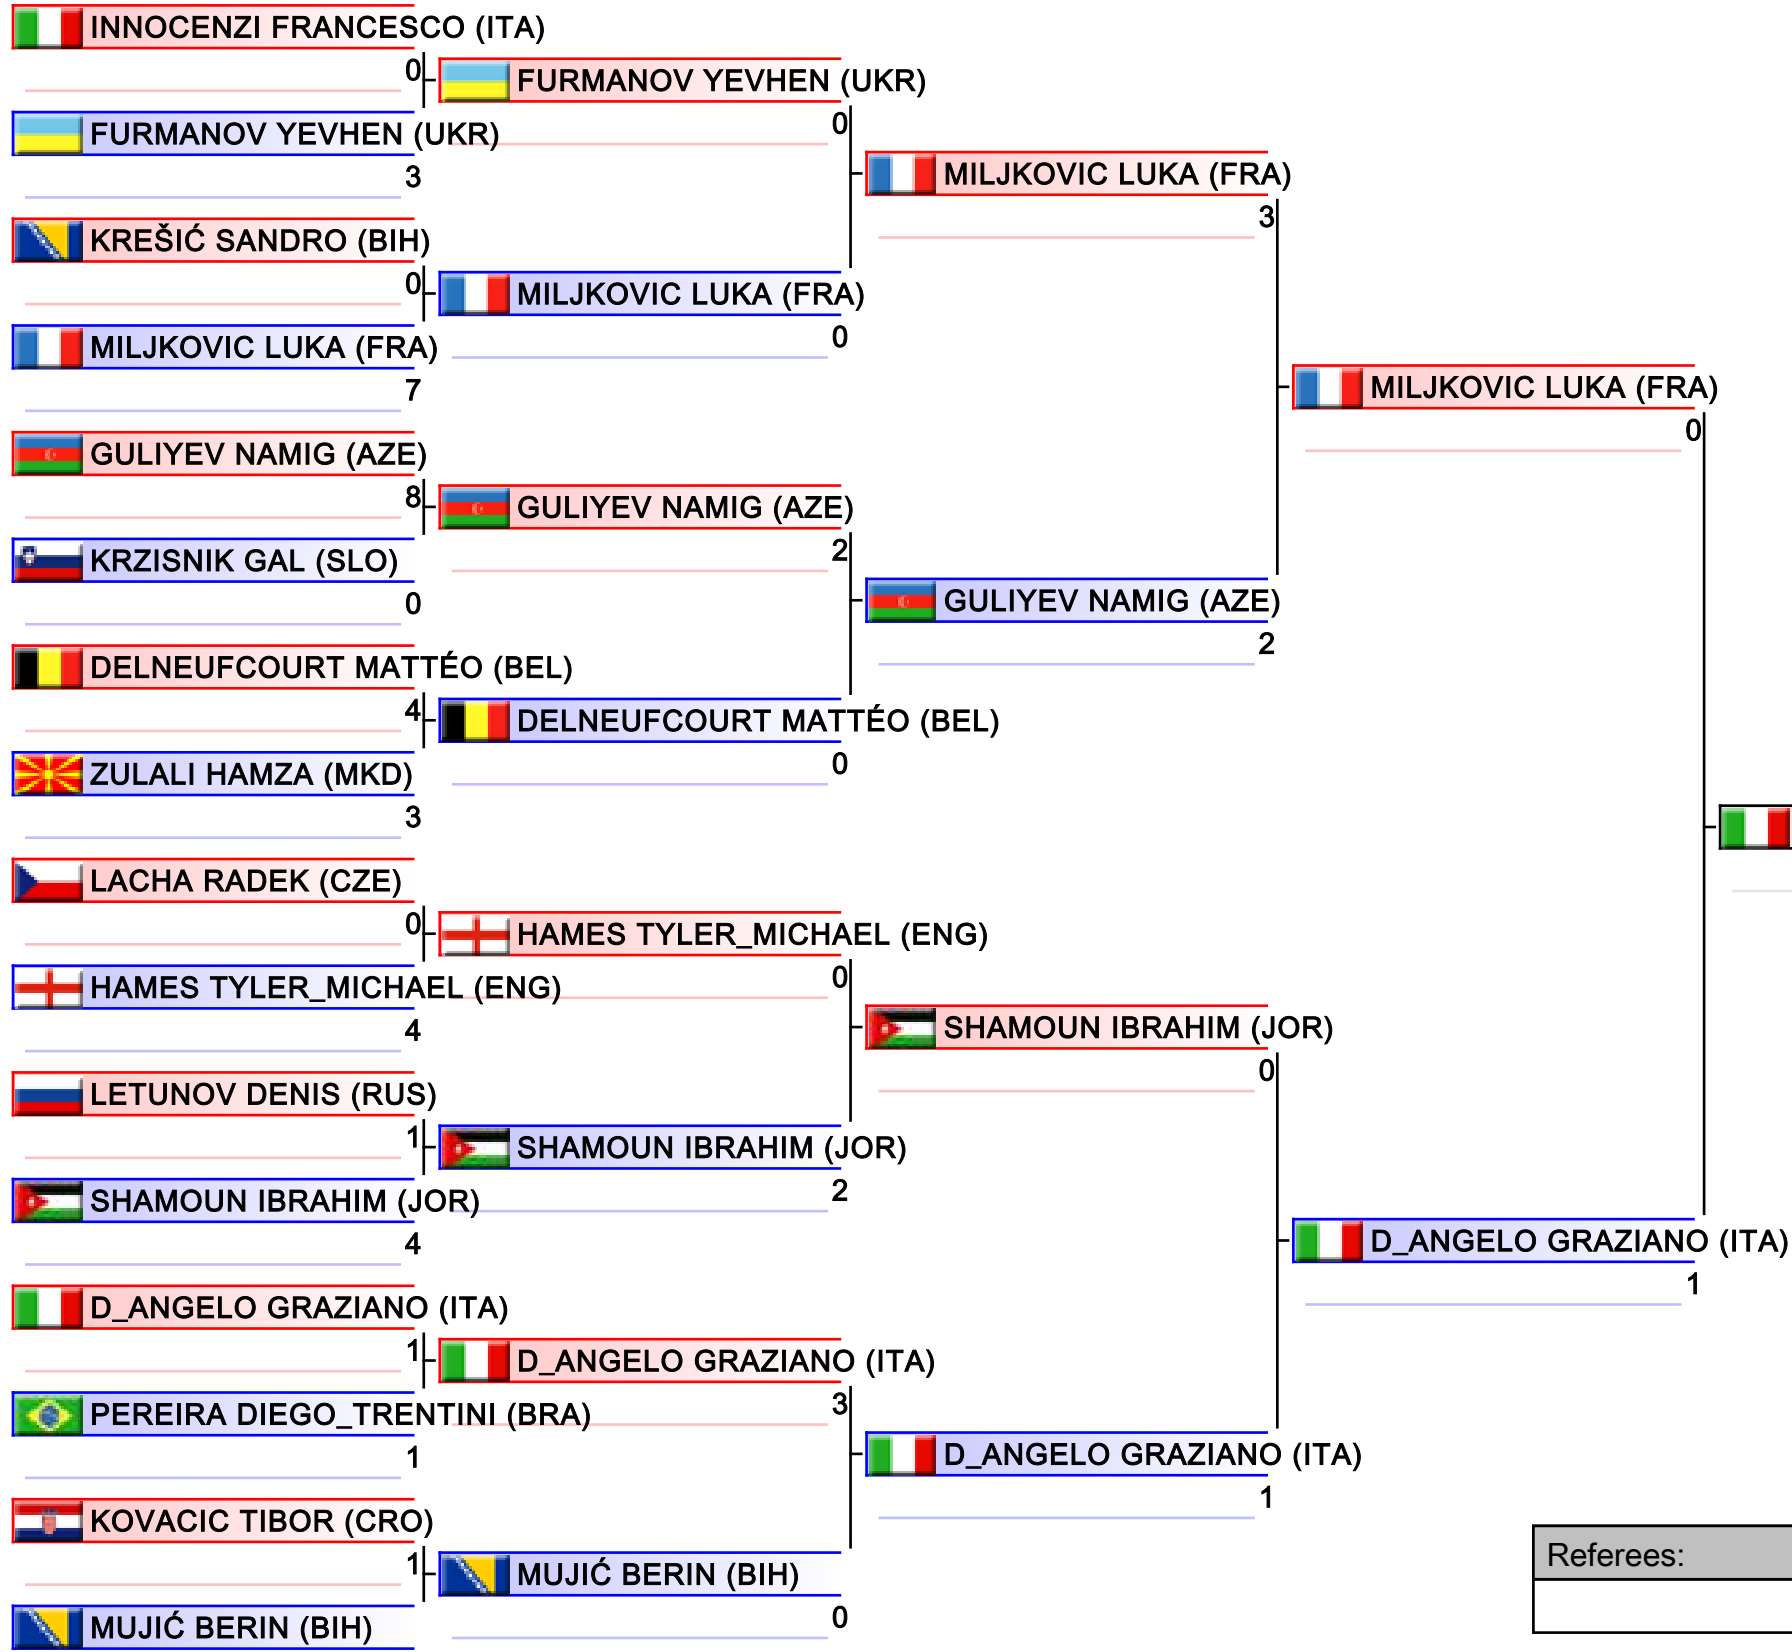 INNOCENZI FRANCESCO (ITA)
0
FURMANOV YEVHEN (UKR)
3
KREŠIĆ SANDRO (BIH)
0
MILJKOVIC LUKA (FRA)
7
GULIYEV NAMIG (AZE)
8
KRZISNIK GAL (SLO)
0
DELNEUFCOURT MATTÉO (BEL)
4
ZULALI HAMZA (MKD)
3
LACHA RADEK (CZE)
0
HAMES TYLER_MICHAEL (ENG)
4
LETUNOV DENIS (RUS)
1
SHAMOUN IBRAHIM (JOR)
4
D_ANGELO GRAZIANO (ITA)
1
PEREIRA DIEGO_TRENTINI (BRA)
1
KOVACIC TIBOR (CRO)
1
MUJIĆ BERIN (BIH)
FURMANOV YEVHEN (UKR)
0
MILJKOVIC LUKA (FRA)
0
GULIYEV NAMIG (AZE)
2
DELNEUFCOURT MATTÉO (BEL)
0
HAMES TYLER_MICHAEL (ENG)
0
SHAMOUN IBRAHIM (JOR)
2
D_ANGELO GRAZIANO (ITA)
3
MUJIĆ BERIN (BIH)
0
MILJKOVIC LUKA (FRA)
3
GULIYEV NAMIG (AZE)
2
SHAMOUN IBRAHIM (JOR)
0
D_ANGELO GRAZIANO (ITA)
1
MILJKOVIC LUKA (FRA)
0
D_ANGELO GRAZIANO (ITA)
1
Referees: